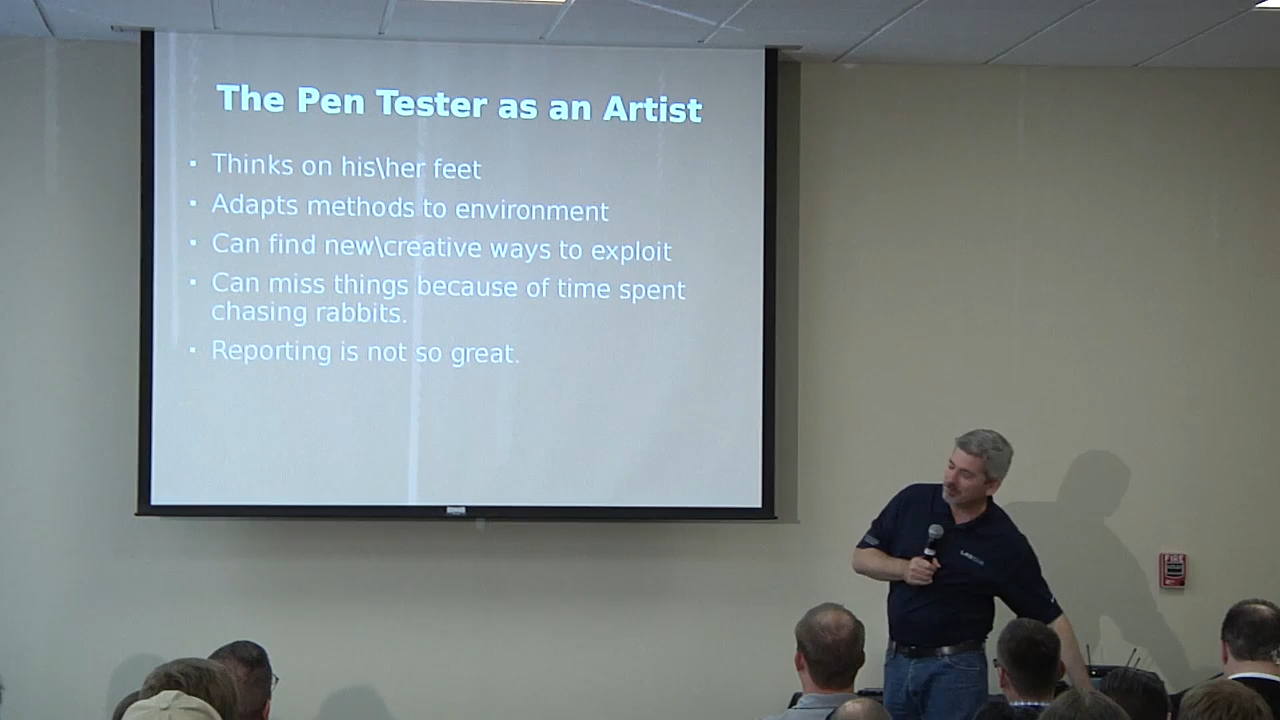 The Pen Tester as an Artist
• Thinks on his\her feet
• Adapts methods to environment
• Can find new\creative ways to exploit
• Can miss things because of time spent
chasing rabbits.
• Reporting is not so great.
FIRE